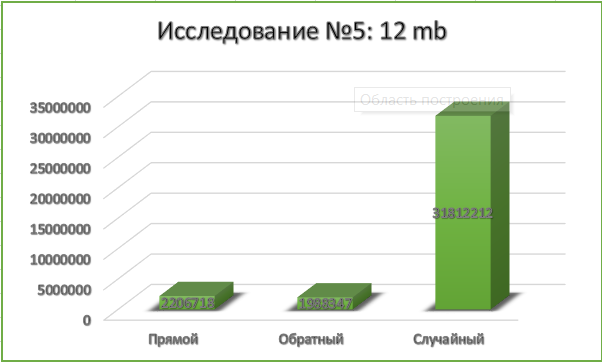 Исследование №5: 12 mb
Область построения
35000000
30000000
25000000
20000000
15000000
10000000
5000000
0
2206718
1988347
31812212
Прямой
Обратный
Случайный